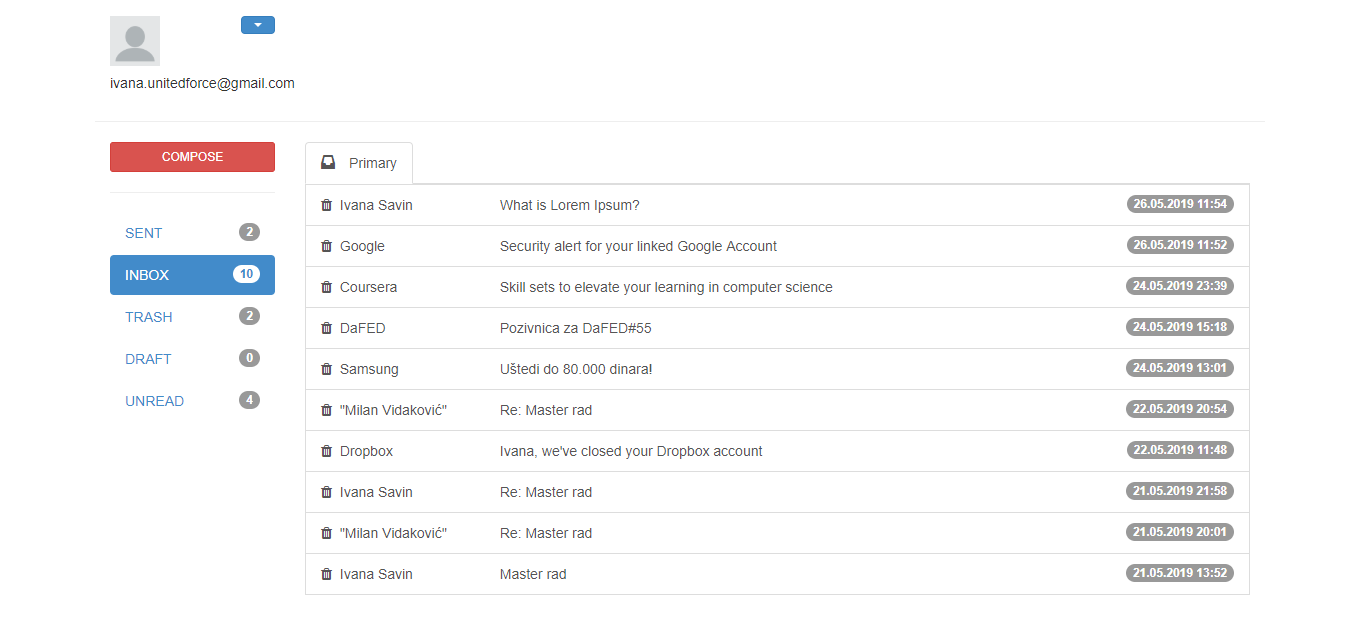 ivana.unitedforce@gmail.com
COMPOSE
Primary
SENT 2
INBOX 10
TRASH 2
DRAFT 0
UNREAD 4
Ivana Savin What is Lorem Ipsum? 26.05.2019 11:54
Google Security alert for your linked Google Account 26.05.2019 11:52
Coursera Skill sets to elevate your learning in computer science 24.05.2019 23:39
DaFED Pozivnica za DaFED#55 24.05.2019 15:18
Samsung Uštedi do 80.000 dinara! 24.05.2019 13:01
"Milan Vidaković" Re: Master rad 22.05.2019 20:54
Dropbox Ivana, we've closed your Dropbox account 22.05.2019 11:48
Ivana Savin Re: Master rad 21.05.2019 21:58
"Milan Vidaković" Re: Master rad 21.05.2019 20:01
Ivana Savin Master rad 21.05.2019 13:52